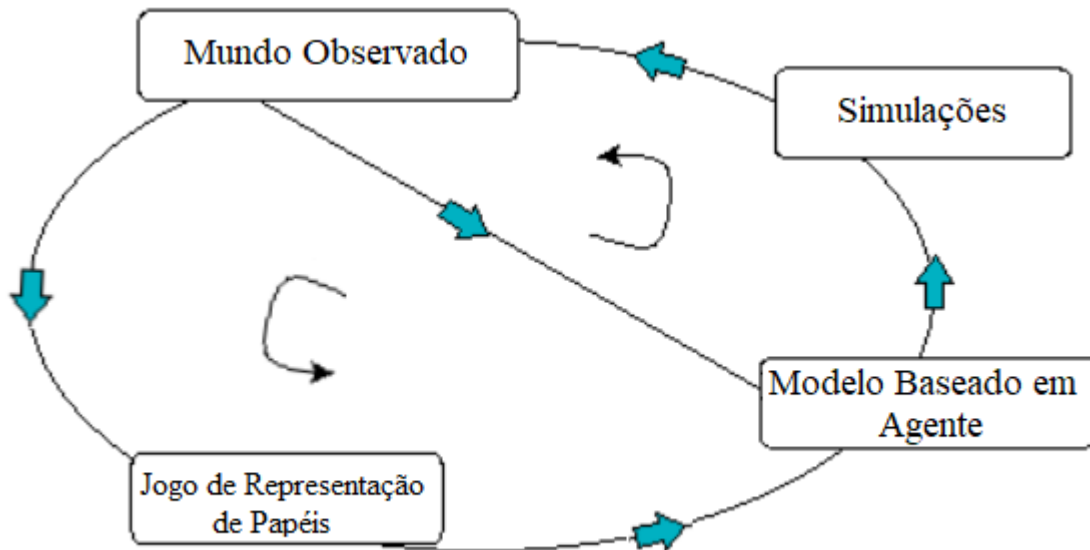 Mundo Observado
Simulações
Modelo Baseado em
Agente
Jogo de Representação
de Papéis